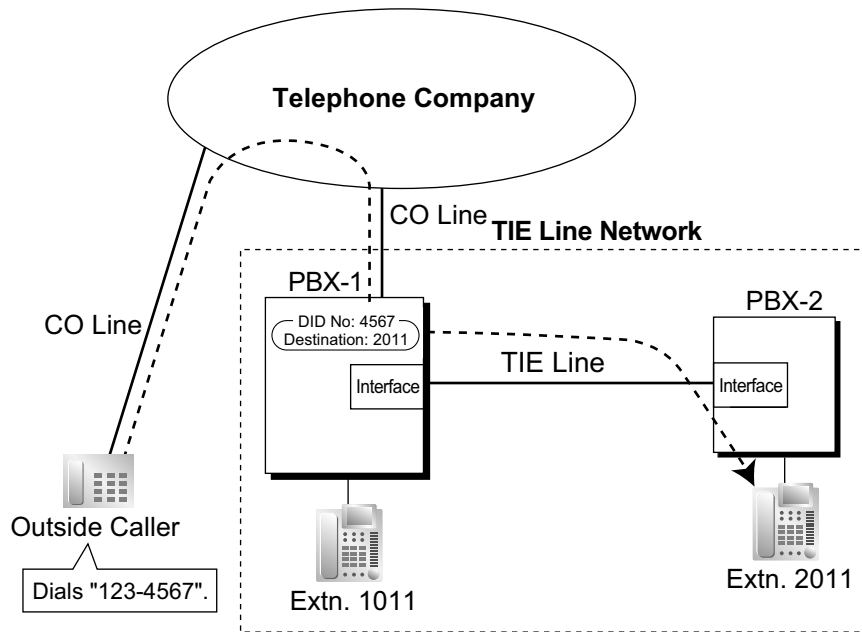 Telephone Company
CO Line
TIE Line Network
PBX-1
PBX-2
CO Line
DID No: 4567
Destination: 2011
TIE Line
Interface
Interface
Outside Caller
Dials "123-4567".
Extn. 1011
Extn. 2011